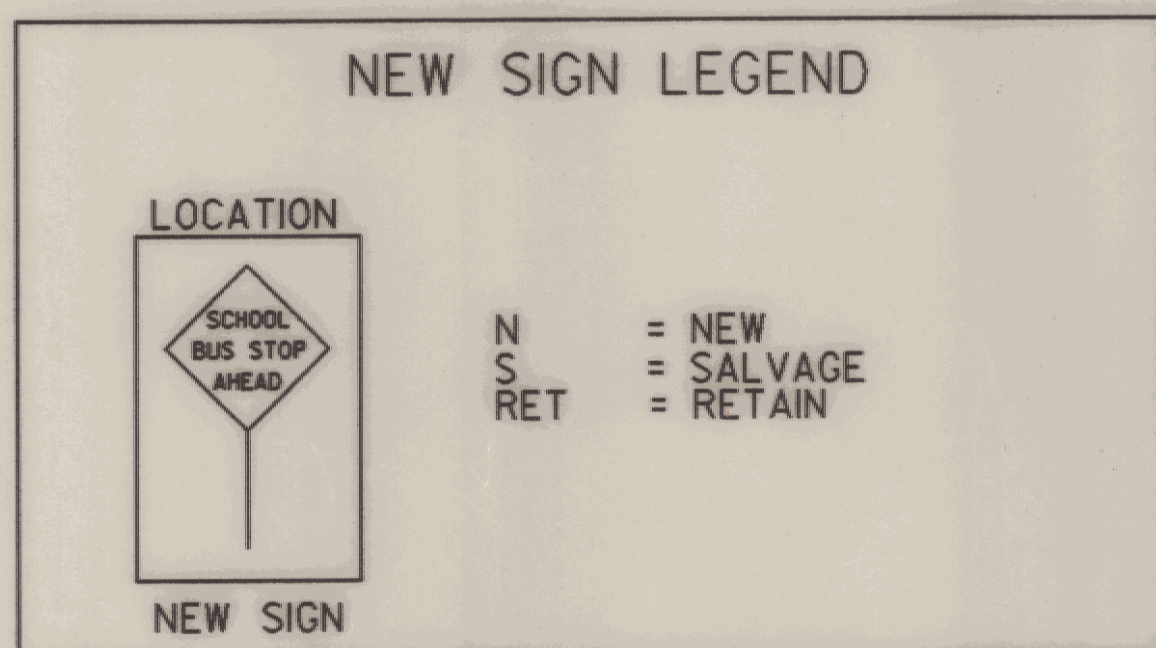 NEW SIGN LEGEND
LOCATION
SCHOOL
BUS STOP
AHEAD
NEW SIGN
N = NEW
S = SALVAGE
RET = RETAIN